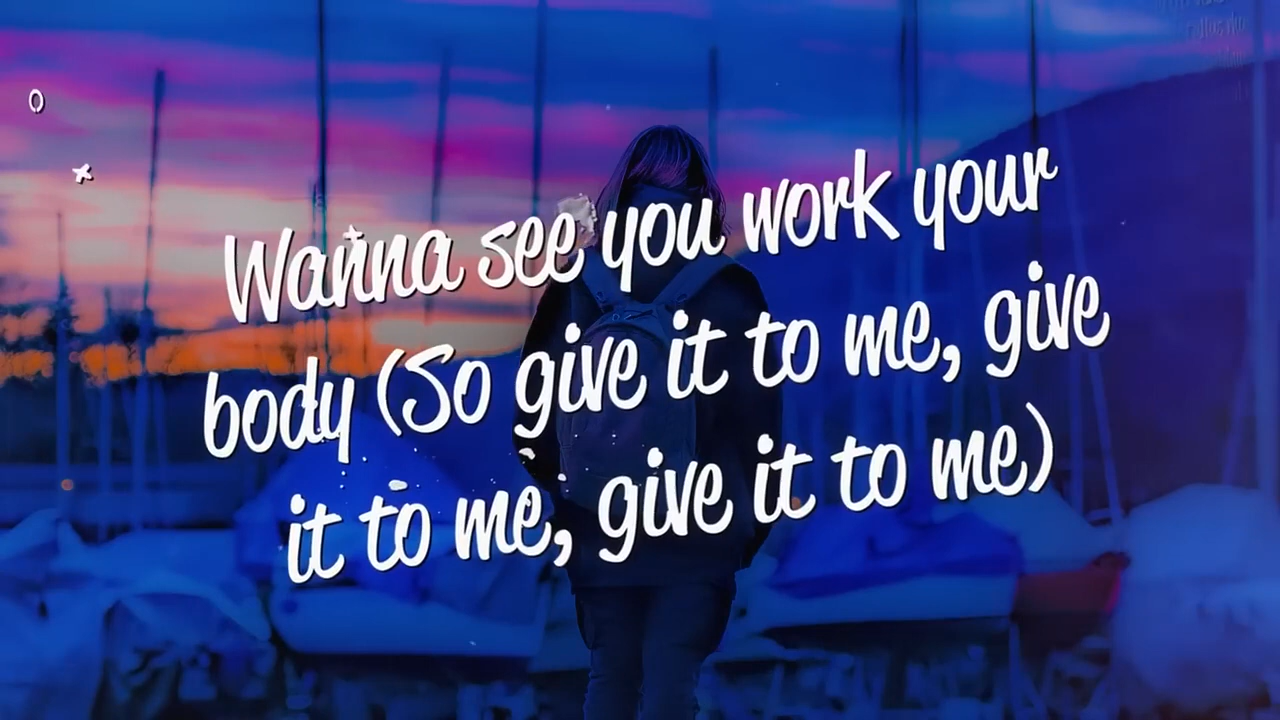 Wanna see you work your
body (So give it to me, give
it to me, give it to me)